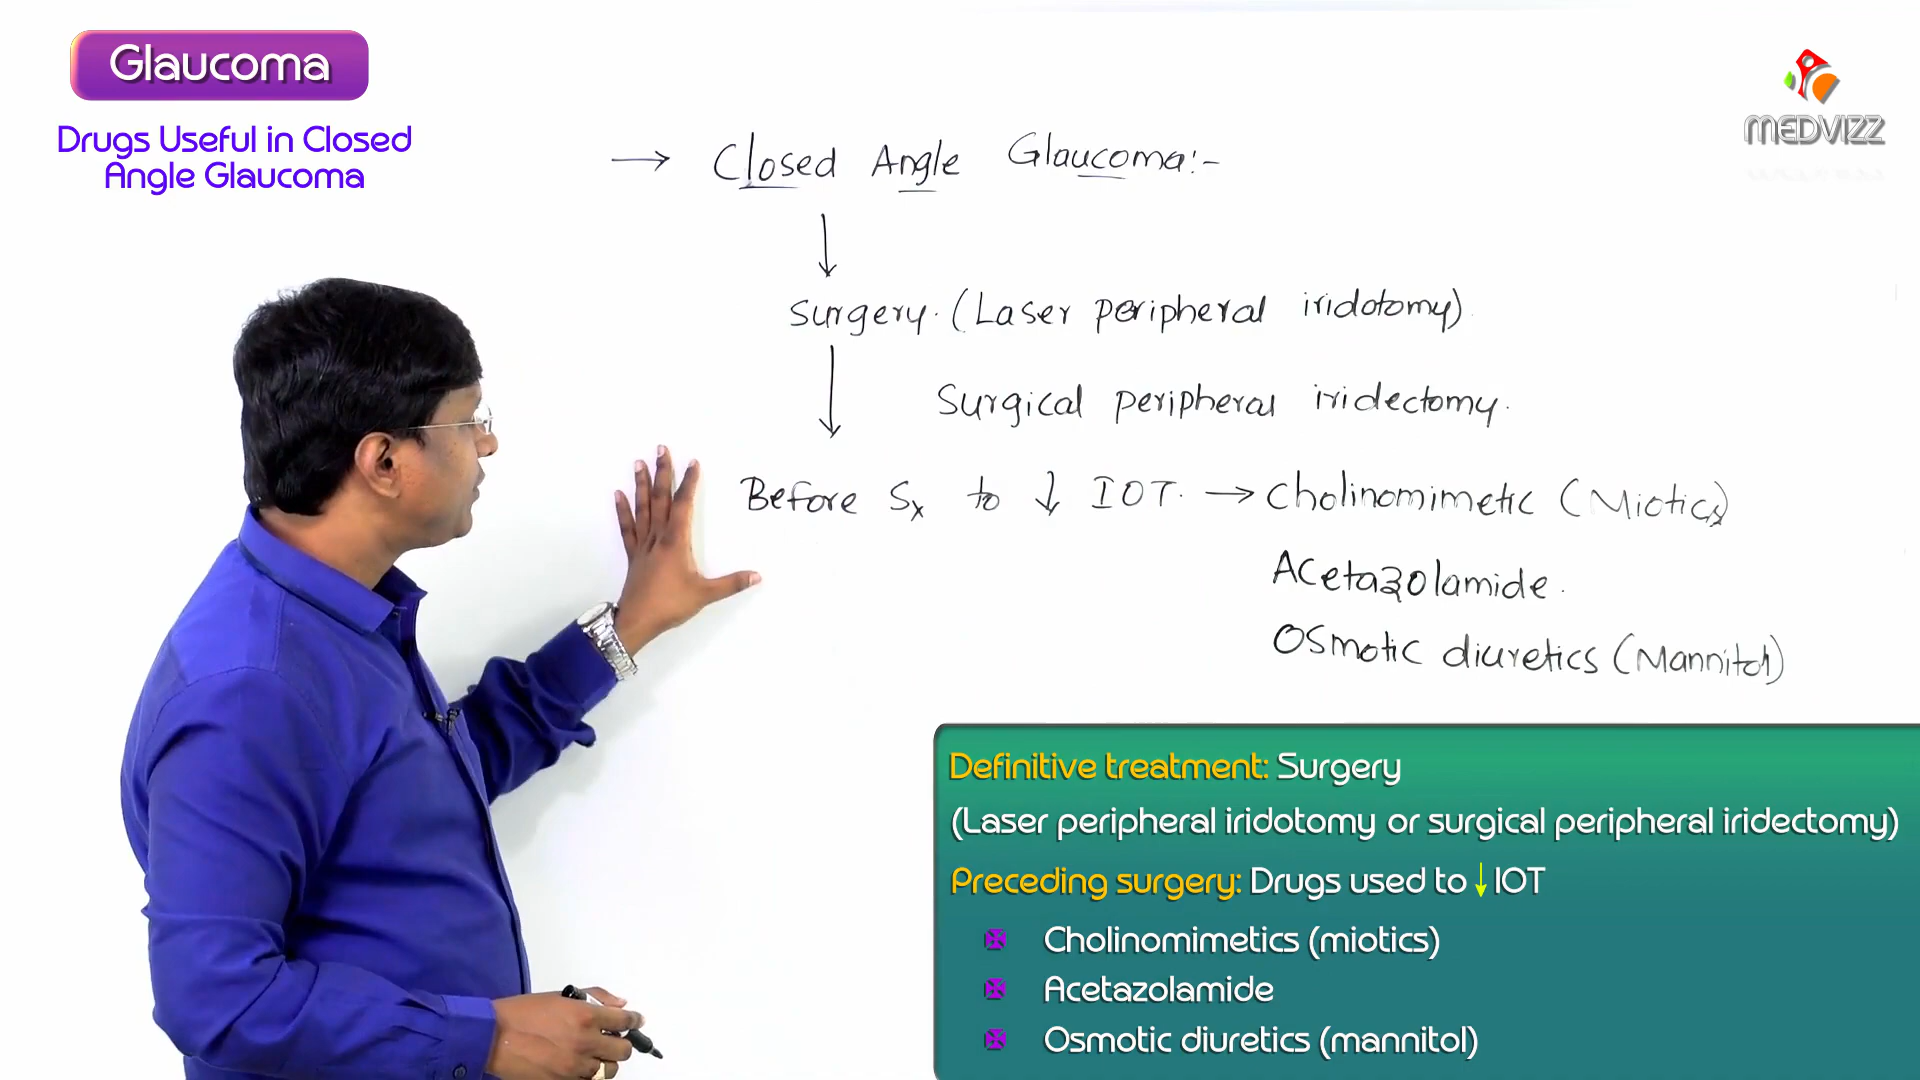 Glaucoma
Drugs Useful in Closed
Angle Glaucoma
MEDVIZZ
→ Closed Angle Glaucoma:-
↓
Surgery. (Laser peripheral iridotomy)
↓
Surgical peripheral iridectomy.
Before Sx to ↓ IOT. → Cholinomimetic (Miotics)
Acetazolamide.
Osmotic diuretics (Mannitol)
Definitive treatment: Surgery
(Laser peripheral iridotomy or surgical peripheral iridectomy)
Preceding surgery: Drugs used to ↓ IOT
Cholinomimetics (miotics)
Acetazolamide
Osmotic diuretics (mannitol)